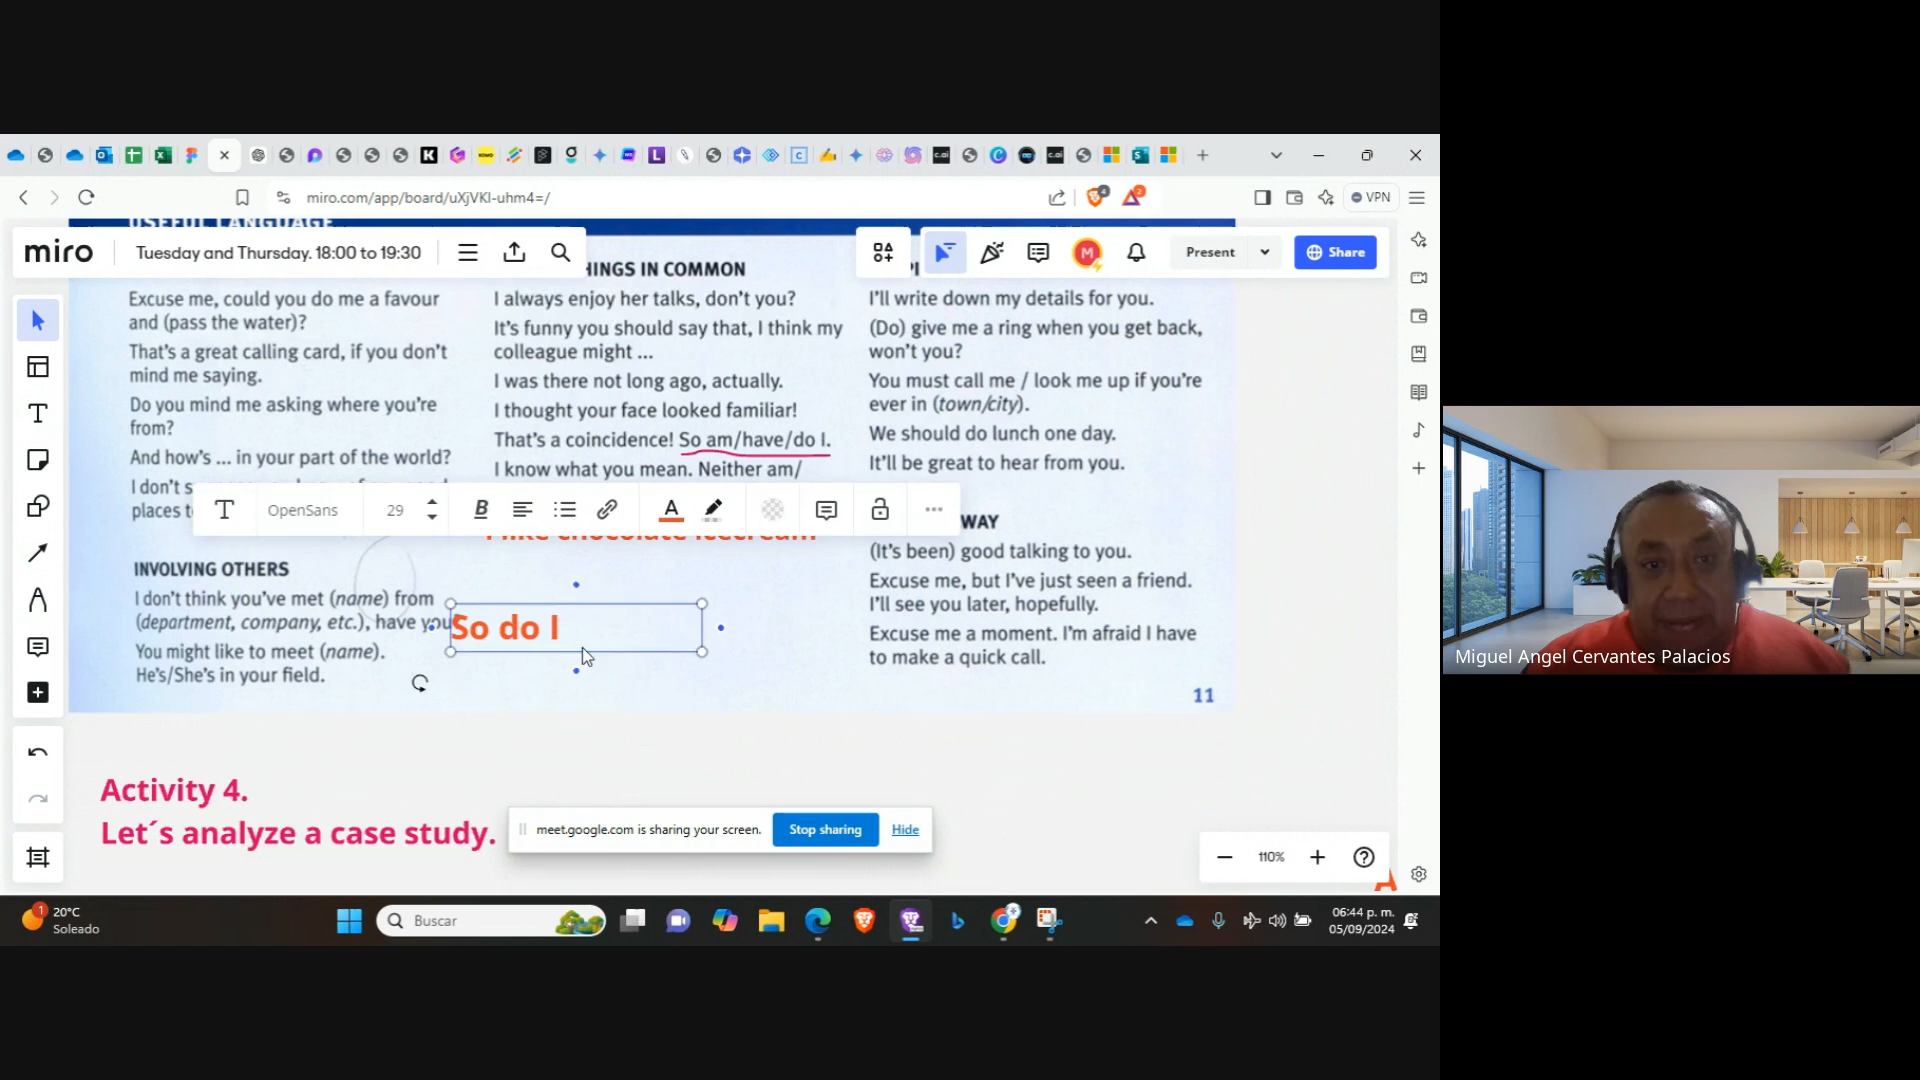 miro.com/app/board/uXjVKl-uhm4=/
VPN
USEFUL LANGUAGE
miro
Tuesday and Thursday. 18:00 to 19:30
Present
Share
Excuse me, could you do me a favour
and (pass the water)?
That's a great calling card, if you don't
mind me saying.
Do you mind me asking where you're
from?
And how's ... in your part of the world?
I don't s
places t
INVOLVING OTHERS
I don't think you've met (name) from
(department, company, etc.), have you
You might like to meet (name).
He's/She's in your field.
HINGS IN COMMON
I always enjoy her talks, don't you?
It's funny you should say that, I think my
colleague might ...
I was there not long ago, actually.
I thought your face looked familiar!
That's a coincidence! So am/have/do I.
I know what you mean. Neither am/
OpenSans
29
I like chocolate icecream
So do I
I'll write down my details for you.
(Do) give me a ring when you get back,
won't you?
You must call me / look me up if you're
ever in (town/city).
We should do lunch one day.
It'll be great to hear from you.
WAY
(It's been) good talking to you.
Excuse me, but I've just seen a friend.
I'll see you later, hopefully.
Excuse me a moment. I'm afraid I have
to make a quick call.
11
Activity 4.
Let´s analyze a case study.
meet.google.com is sharing your screen.
Stop sharing
Hide
110%
20°C
Soleado
Buscar
06:44 p. m.
05/09/2024
Miguel Angel Cervantes Palacios